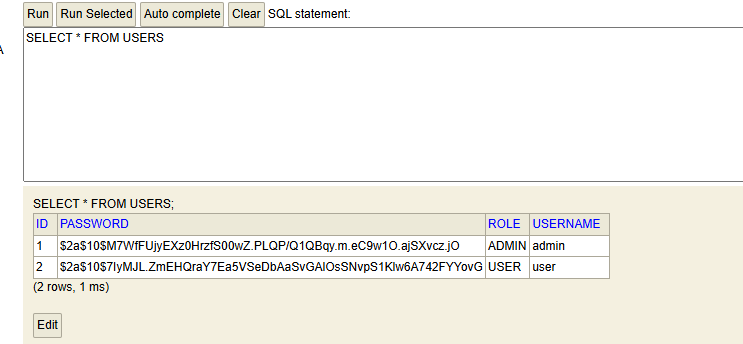 Run Run Selected Auto complete Clear SQL statement:
A
SELECT * FROM USERS
SELECT * FROM USERS;
ID PASSWORD ROLE USERNAME
1 $2a$10$M7WfFUjyEXz0HrzfS00wZ.PLQP/Q1QBqy.m.eC9w1O.ajSXvcz.jO ADMIN admin
2 $2a$10$7IyMJL.ZmEHQraY7Ea5VSeDbAaSvGAlOsSNvpS1Klw6A742FYYovG USER user
(2 rows, 1 ms)
Edit